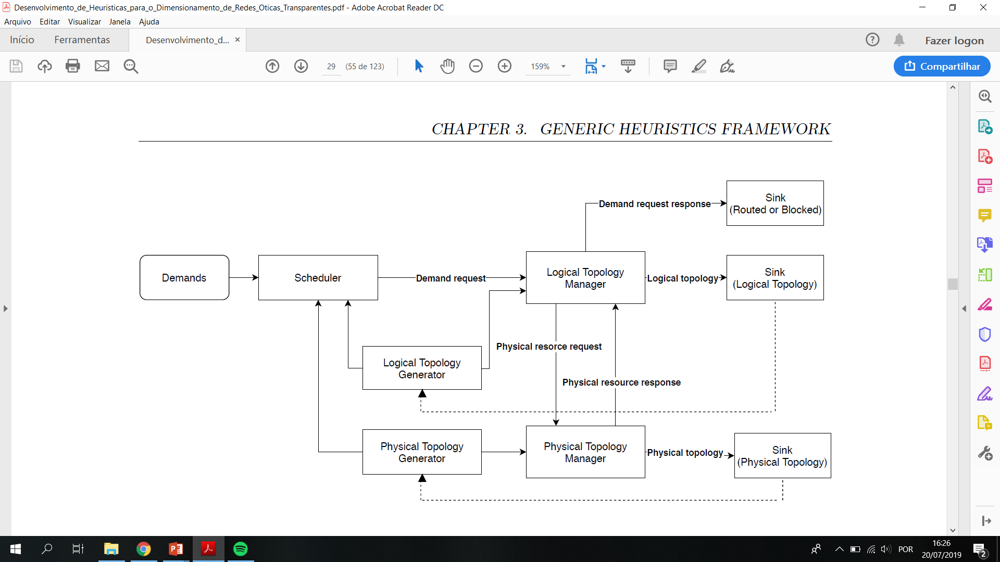 Desenvolvimento_de_Heuristicas_para_o_Dimensionamento_de_Redes_Oticas_Transparentes.pdf - Adobe Acrobat Reader DC
Arquivo Editar Visualizar Janela Ajuda
Início Ferramentas Desenvolvimento_d... × Fazer logon
29 (55 de 123) 159% Compartilhar
CHAPTER 3. GENERIC HEURISTICS FRAMEWORK
Demand request response
Sink
(Routed or Blocked)
Demands
Scheduler
Demand request
Logical Topology
Manager
Logical topology
Sink
(Logical Topology)
Physical resorce request
Logical Topology
Generator
Physical resource response
Physical Topology
Generator
Physical Topology
Manager
Physical topology
Sink
(Physical Topology)
POR
16:26
20/07/2019
2